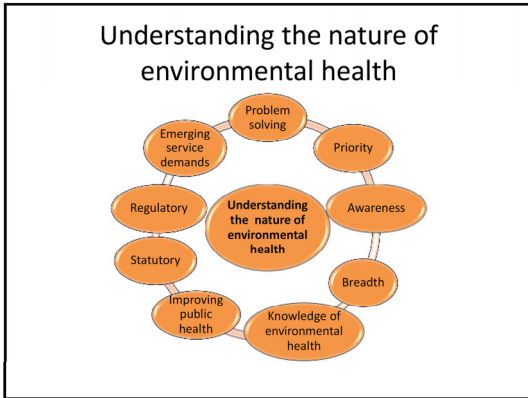 Understanding the nature of
environmental health
Problem
solving
Priority
Awareness
Breadth
Knowledge of
environmental
health
Improving
public
health
Statutory
Regulatory
Emerging
service
demands
Understanding
the nature of
environmental
health